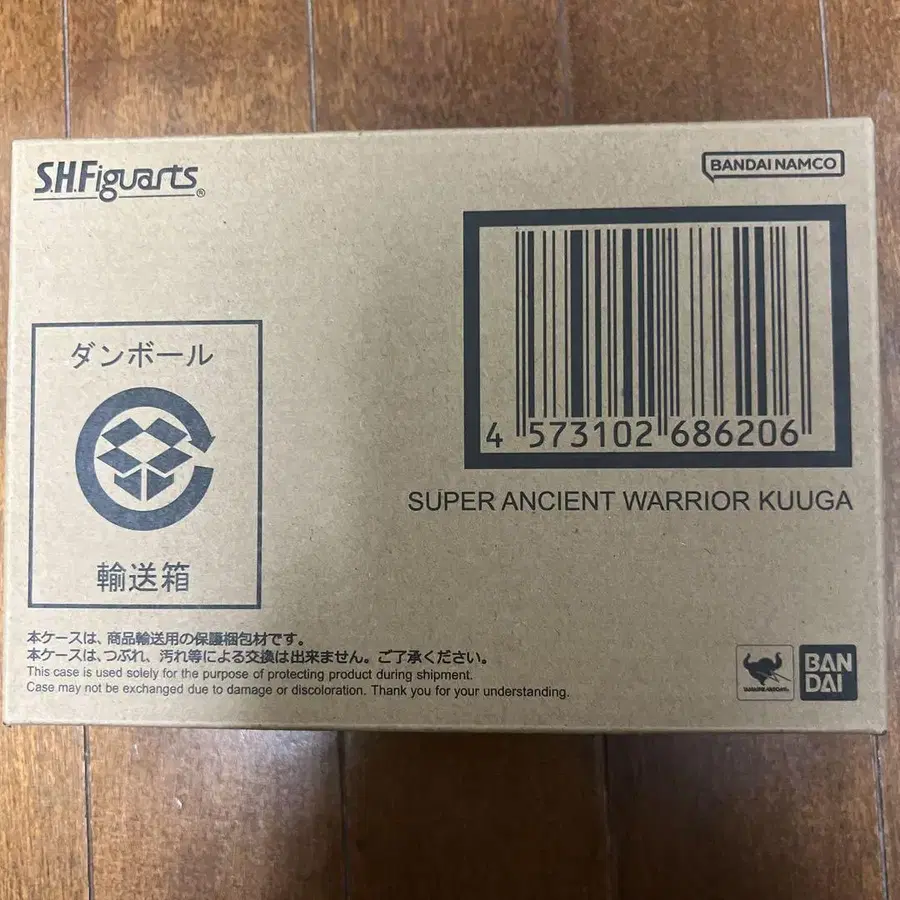 S.H.Figuarts®
BANDAI NAMCO
4 573102 686206
SUPER ANCIENT WARRIOR KUUGA
ダンボール
輸送箱
本ケースは、商品輸送用の保護梱包材です。
本ケースは、つぶれ、汚れ等による交換は出来ません。ご了承ください。
This case is used solely for the purpose of protecting product during shipment.
Case may not be exchanged due to damage or discoloration. Thank you for your understanding.
BAN
DAI